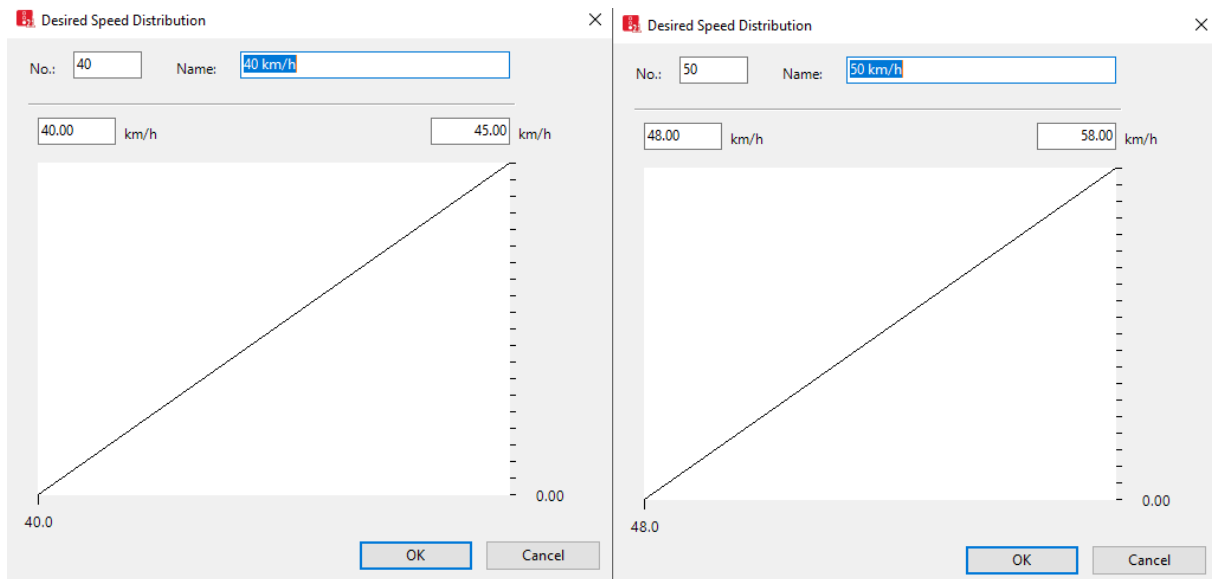 Desired Speed Distribution
No.: 40 Name: 40 km/h
40.00 km/h 45.00 km/h
0.00
40.0
OK Cancel
Desired Speed Distribution
No.: 50 Name: 50 km/h
48.00 km/h 58.00 km/h
0.00
48.0
OK Cancel